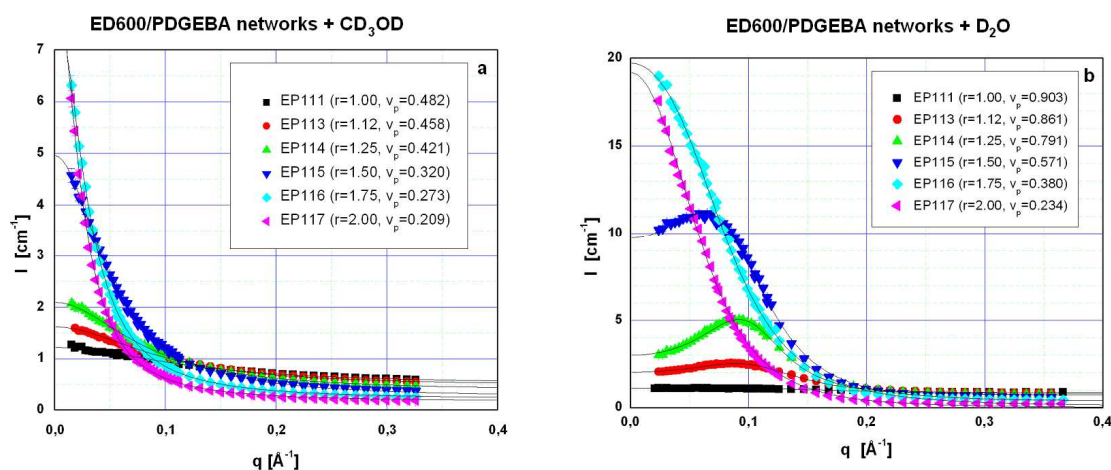 ED600/PDGEBA networks + CD3OD
7
6
5
4
3
2
1
0
I [cm-1]
a
EP111 (r=1.00, vp=0.482)
EP113 (r=1.12, vp=0.458)
EP114 (r=1.25, vp=0.421)
EP115 (r=1.50, vp=0.320)
EP116 (r=1.75, vp=0.273)
EP117 (r=2.00, vp=0.209)
0,0 0,1 0,2 0,3 0,4
q [Å-1]
ED600/PDGEBA networks + D2O
20
15
10
5
0
I [cm-1]
b
EP111 (r=1.00, vp=0.903)
EP113 (r=1.12, vp=0.861)
EP114 (r=1.25, vp=0.791)
EP115 (r=1.50, vp=0.571)
EP116 (r=1.75, vp=0.380)
EP117 (r=2.00, vp=0.234)
0,0 0,1 0,2 0,3 0,4
q [Å-1]